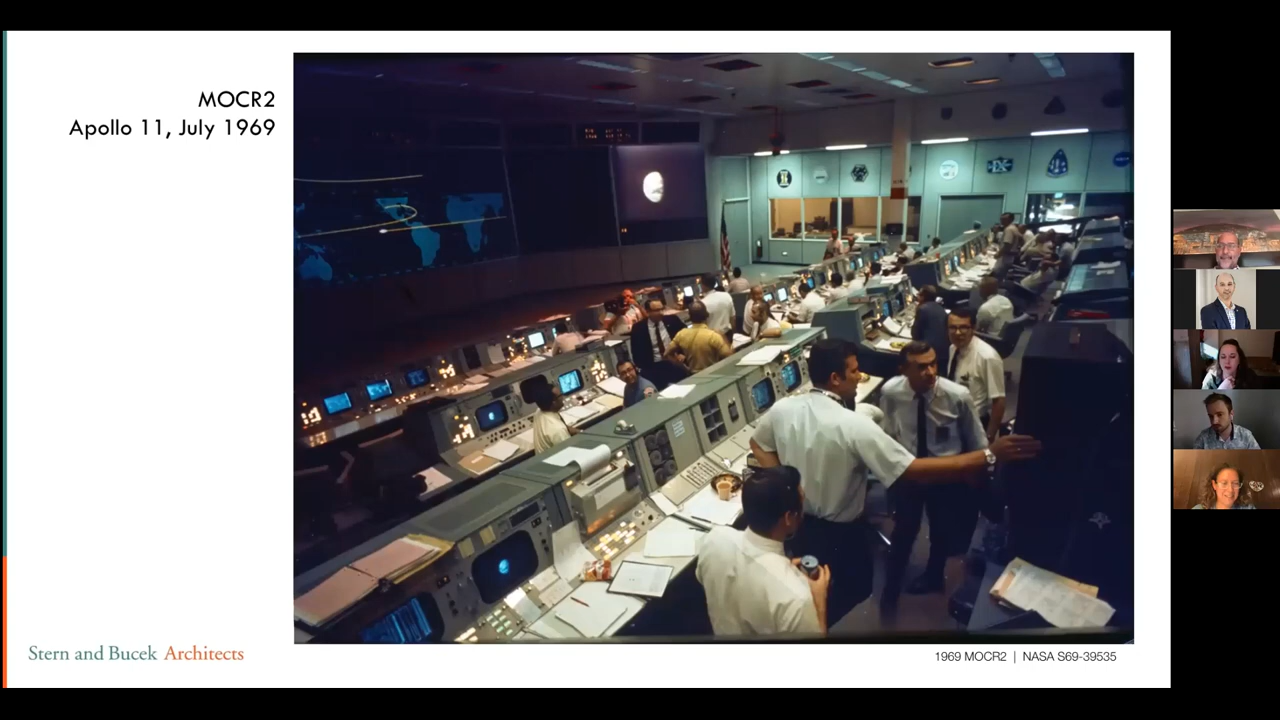 MOCR2
Apollo 11, July 1969
Stern and Bucek Architects
1969 MOCR2 | NASA S69-39535